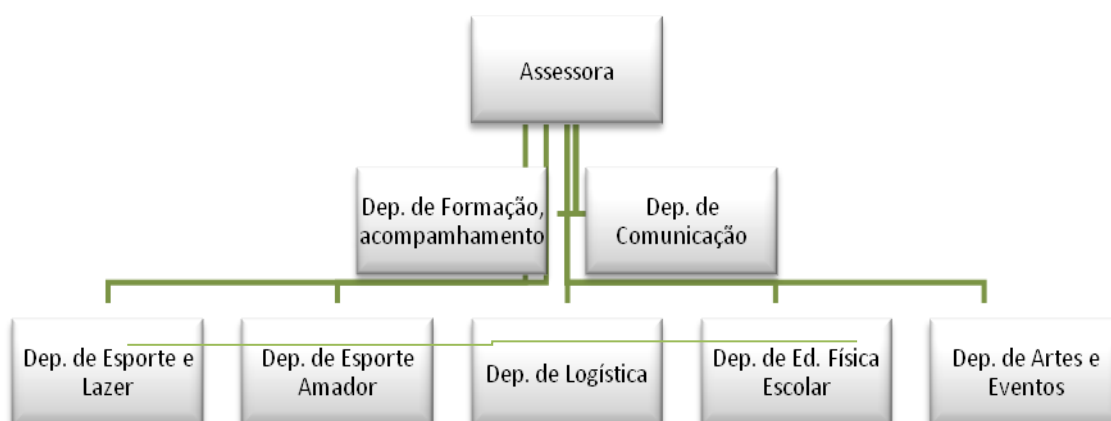 Assessora
Dep. de Formação,
acompamhamento
Dep. de
Comunicação
Dep. de Esporte e
Lazer
Dep. de Esporte
Amador
Dep. de Logística
Dep. de Ed. Física
Escolar
Dep. de Artes e
Eventos